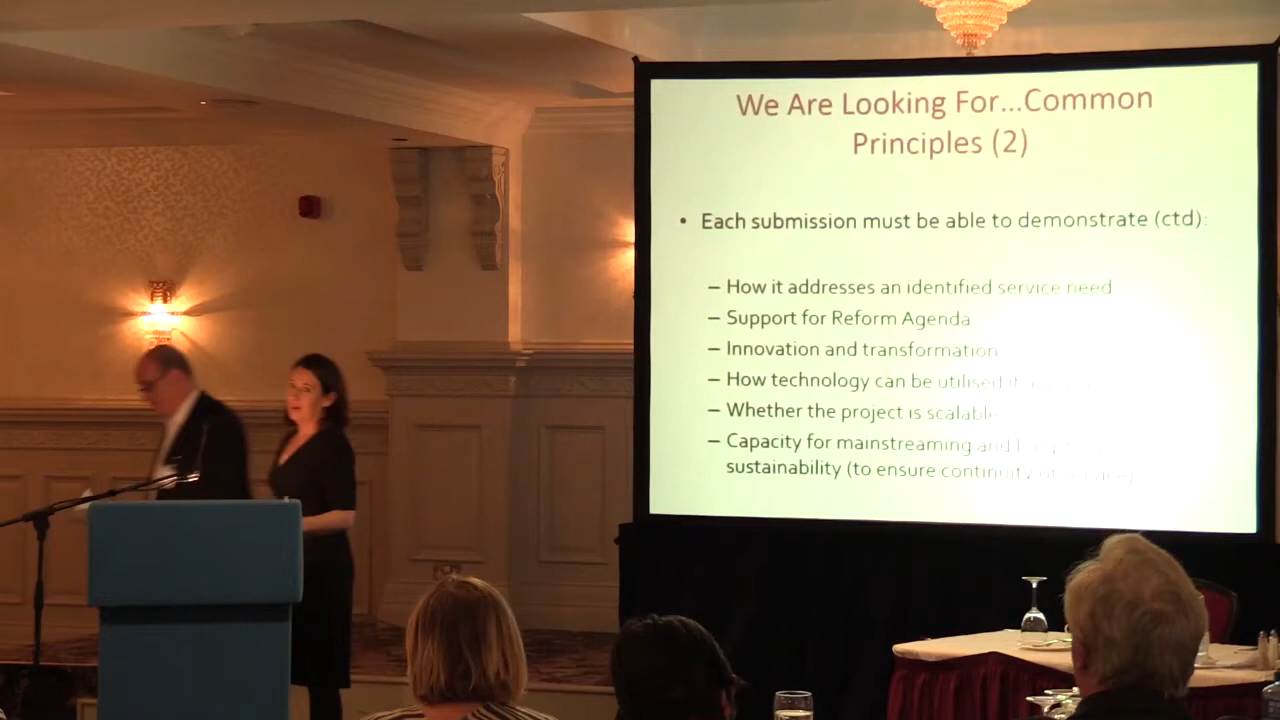 We Are Looking For...Common
Principles (2)
• Each submission must be able to demonstrate (ctd):
– How it addresses an identified service need
– Support for Reform Agenda
– Innovation and transformation
– How technology can be utilised
– Whether the project is scalable
– Capacity for mainstreaming and
sustainability (to ensure continuity of service)